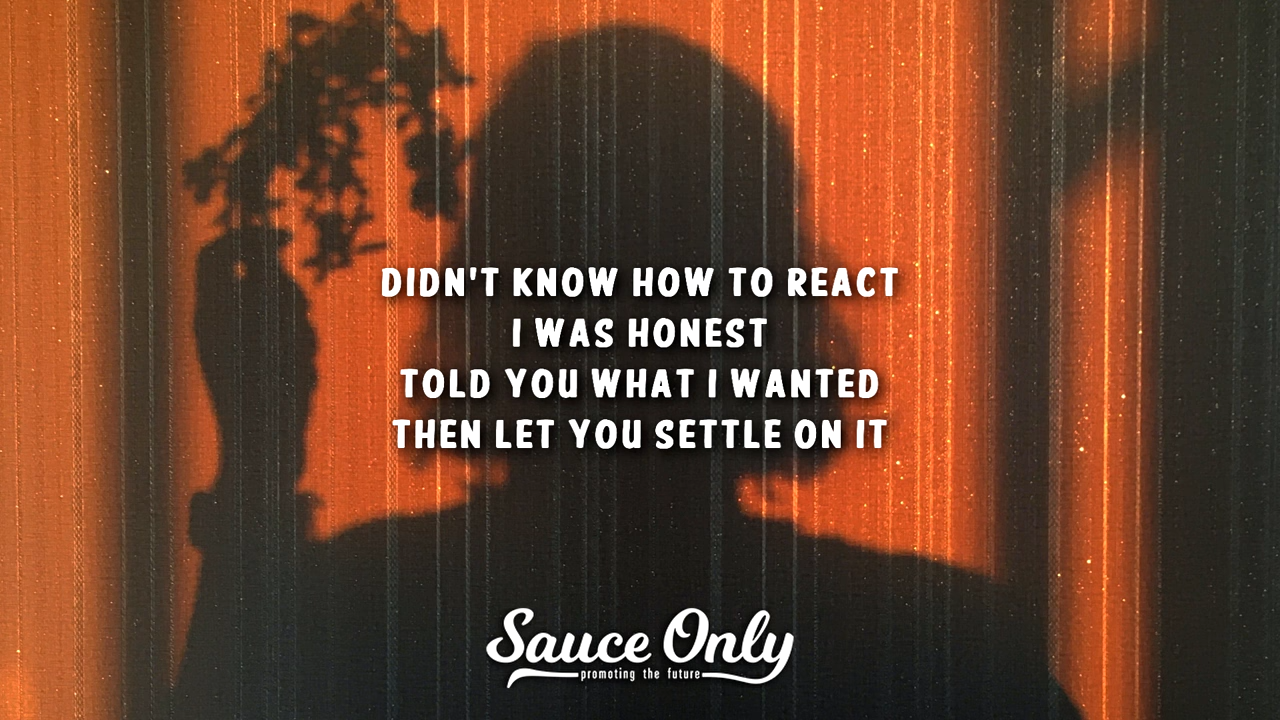 DIDN'T KNOW HOW TO REACT
I WAS HONEST
TOLD YOU WHAT I WANTED
THEN LET YOU SETTLE ON IT
Sauce Only
promoting the future